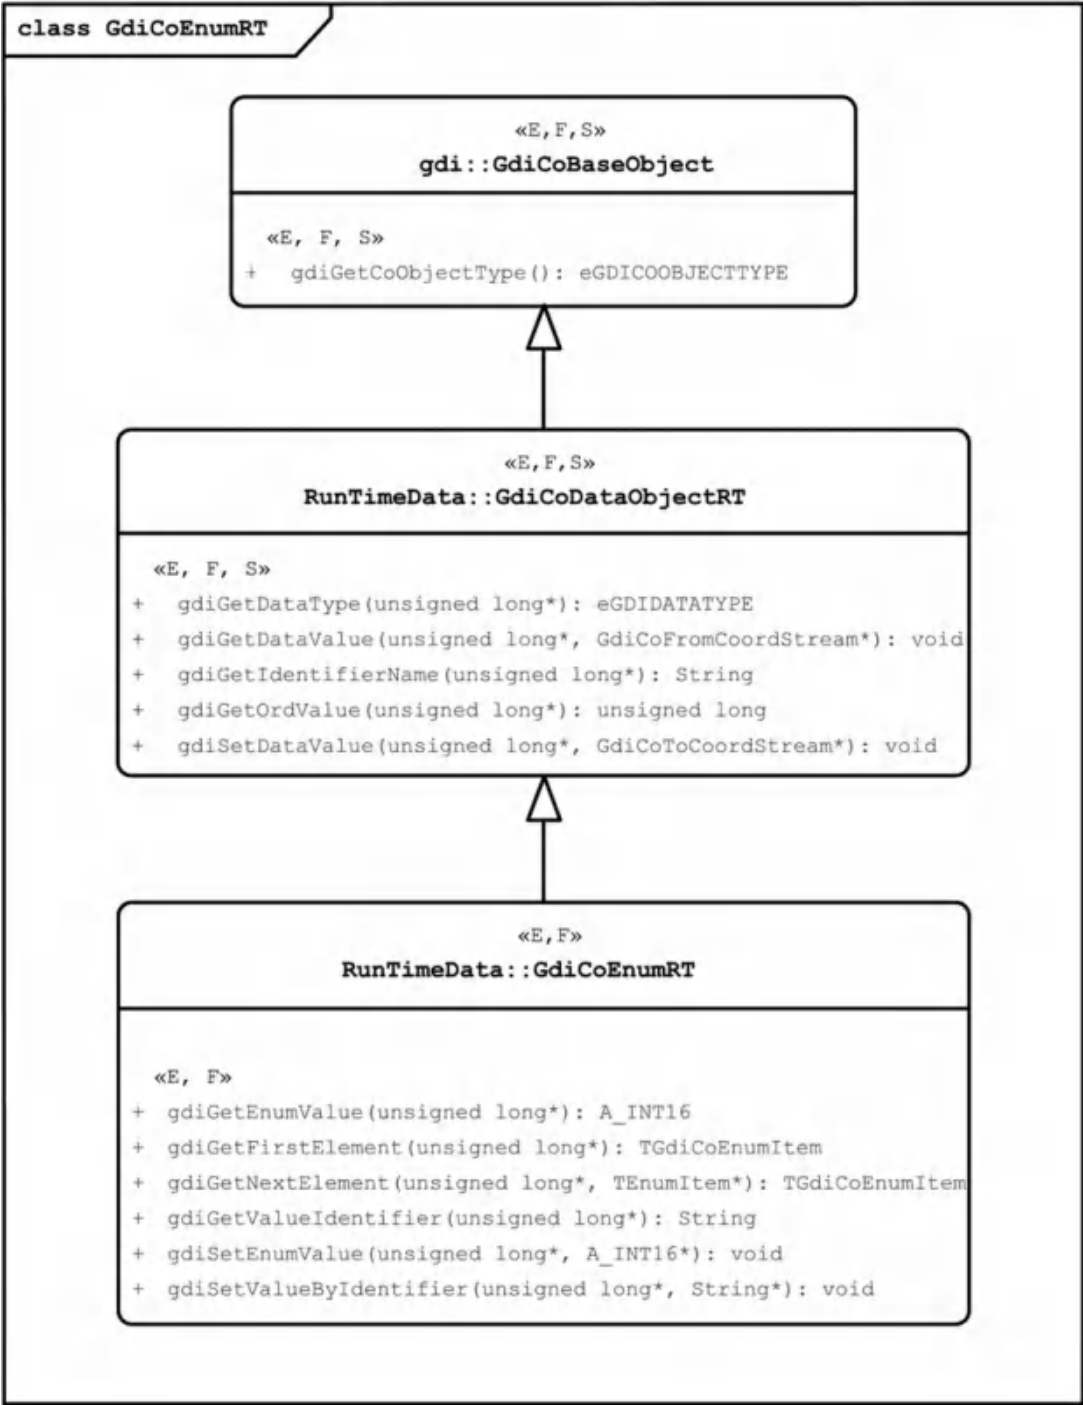 class GdiCoEnumRT
«E,F,S»
gdi::GdiCoBaseObject
«E, F, S»
+ gdiGetCoObjectType(): eGDICOOBJECTTYPE
«E,F,S»
RunTimeData::GdiCoDataObjectRT
«E, F, S»
+ gdiGetDataType(unsigned long*): eGDIDATATYPE
+ gdiGetDataValue(unsigned long*, GdiCoFromCoordStream*): void
+ gdiGetIdentifierName(unsigned long*): String
+ gdiGetOrdValue(unsigned long*): unsigned long
+ gdiSetDataValue(unsigned long*, GdiCoToCoordStream*): void
«E,F»
RunTimeData::GdiCoEnumRT
«E, F»
+ gdiGetEnumValue(unsigned long*): A_INT16
+ gdiGetFirstElement(unsigned long*): TGdiCoEnumItem
+ gdiGetNextElement(unsigned long*, TEnumItem*): TGdiCoEnumItem
+ gdiGetValueIdentifier(unsigned long*): String
+ gdiSetEnumValue(unsigned long*, A_INT16*): void
+ gdiSetValueByIdentifier(unsigned long*, String*): void